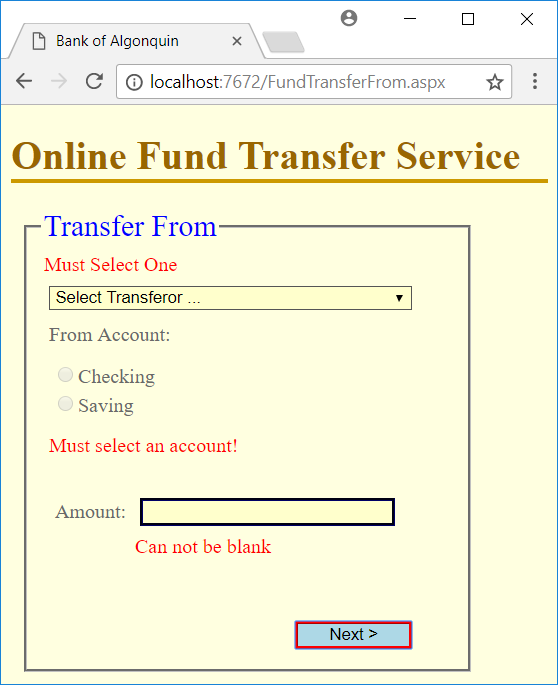 Bank of Algonquin
localhost:7672/FundTransferFrom.aspx
Online Fund Transfer Service
Transfer From
Must Select One
Select Transferor ...
From Account:
Checking
Saving
Must select an account!
Amount:
Can not be blank
Next >